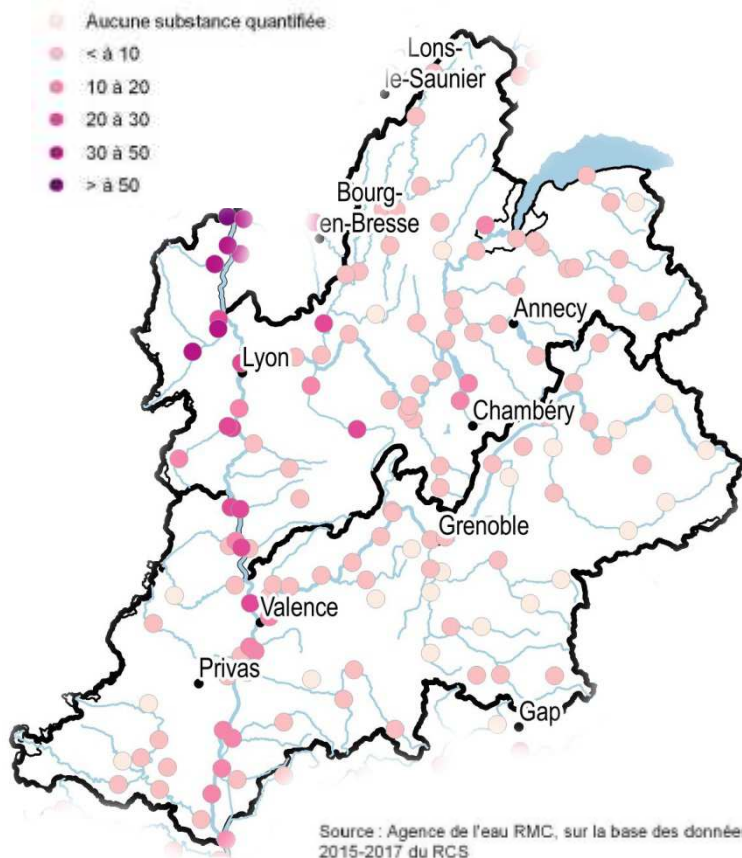 Aucune substance quantifiée
< à 10
10 à 20
20 à 30
30 à 50
> à 50
Lons-
le-Saunier
Bourg-
en-Bresse
Annecy
Lyon
Chambéry
Grenoble
Valence
Privas
Gap
Source : Agence de l'eau RMC, sur la base des donnée
2015-2017 du RCS